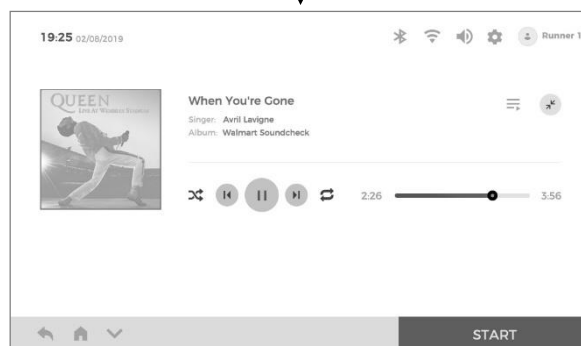 19:25 02/08/2019
Runner 1
QUEEN
LIVE AT WEMBLEY STADIUM
When You're Gone
Singer: Avril Lavigne
Album: Walmart Soundcheck
2:26
3:56
START